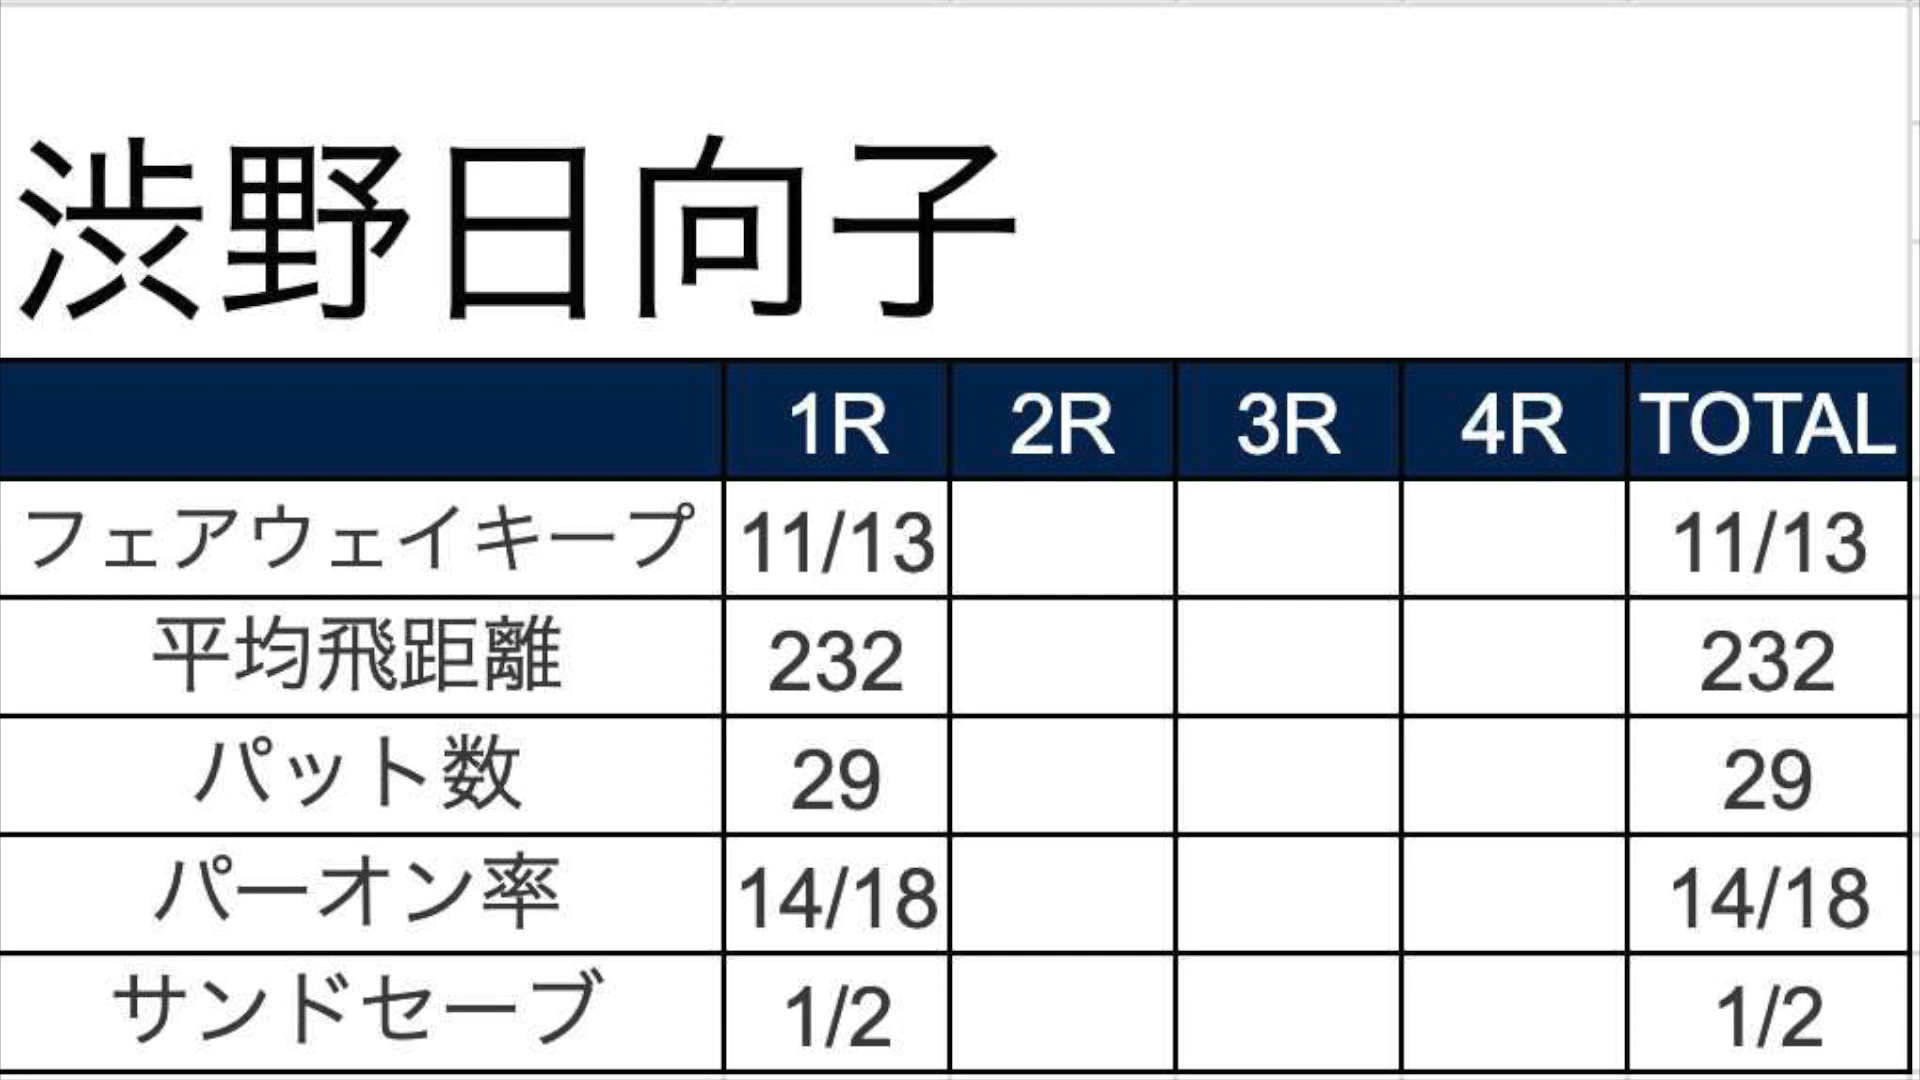 渋野日向子
1R 2R 3R 4R TOTAL
フェアウェイキープ 11/13 11/13
平均飛距離 232 232
パット数 29 29
パーオン率 14/18 14/18
サンドセーブ 1/2 1/2